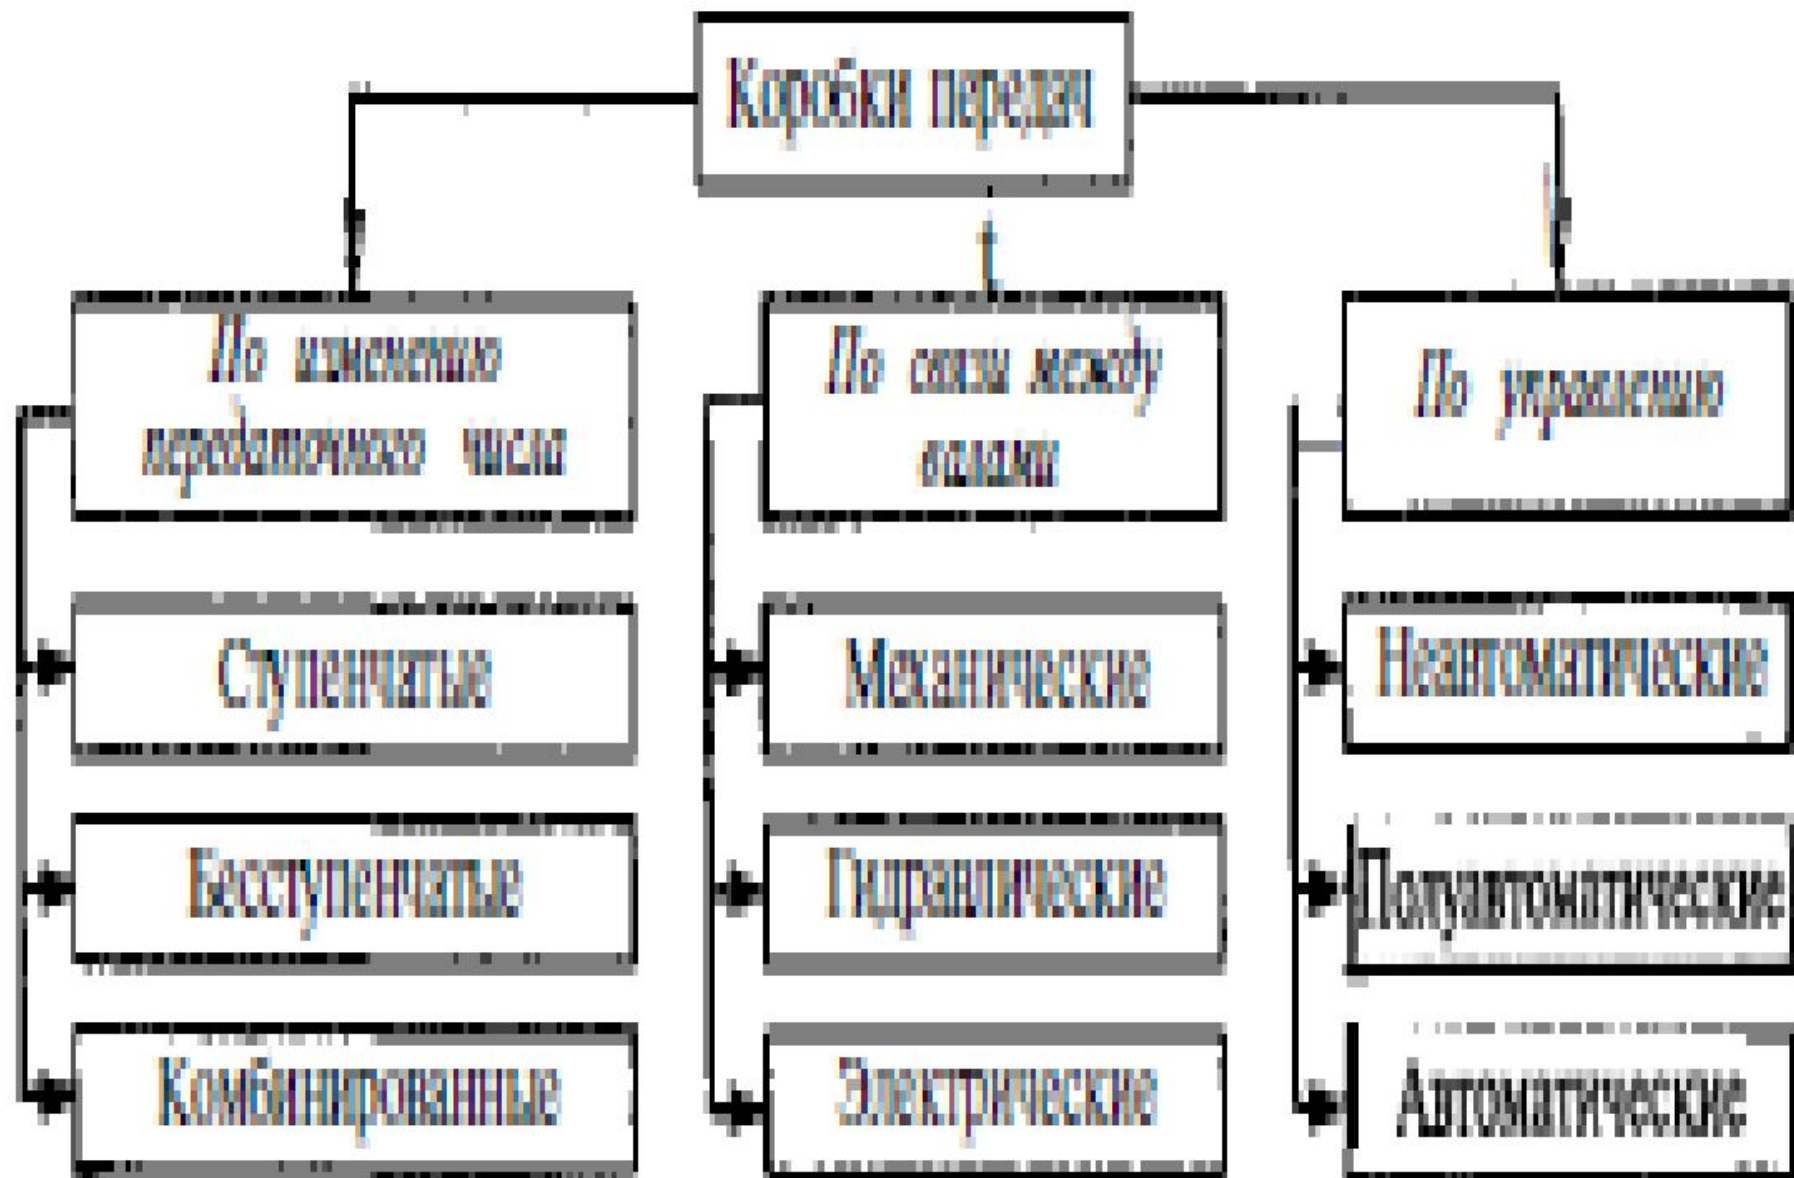 Коробки передач
По изменению
передаточного числа
Ступенчатые
Бесступенчатые
Комбинированные
По связи между
валами
Механические
Гидравлические
Электрические
По управлению
Неавтоматические
Полуавтоматические
Автоматические